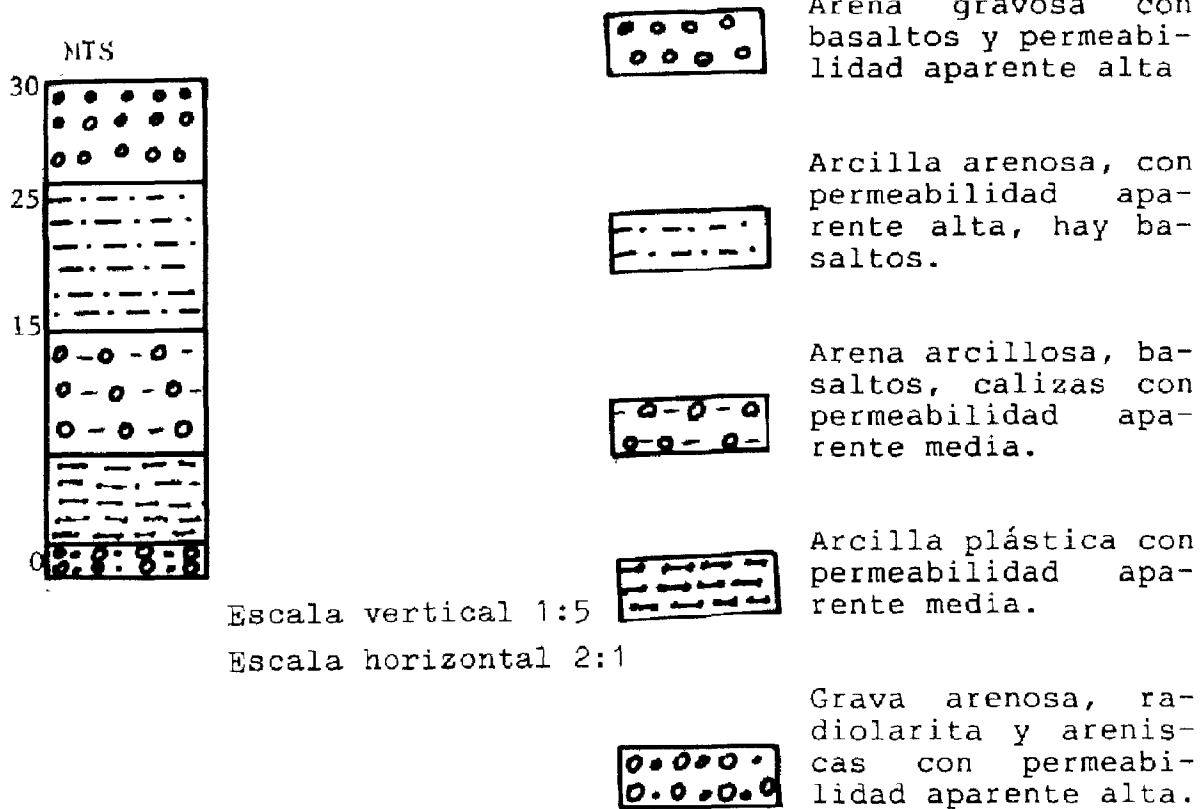 MTS
30
25
15
0
Escala vertical 1:5
Escala horizontal 2:1
Arena gravosa con
basaltos y permeabi-
lidad aparente alta
Arcilla arenosa, con
permeabilidad apa-
rente alta, hay ba-
saltos.
Arena arcillosa, ba-
saltos, calizas con
permeabilidad apa-
rente media.
Arcilla plástica con
permeabilidad apa-
rente media.
Grava arenosa, ra-
diolarita y arenis-
cas con permeabi-
lidad aparente alta.